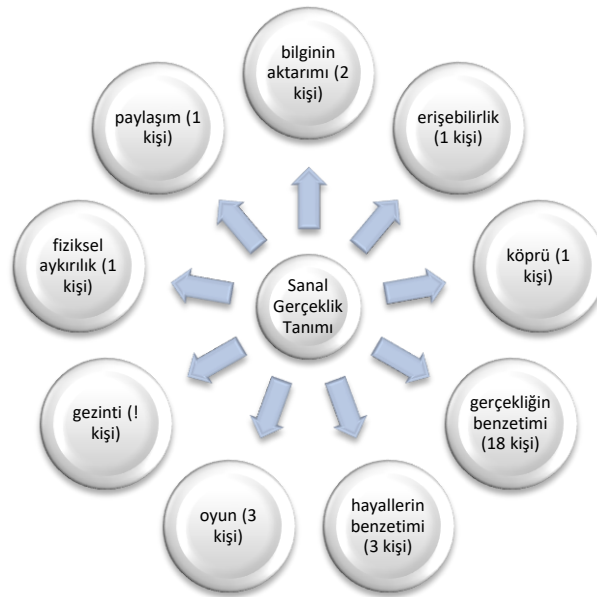 bilginin
aktarımı (2
kişi)
erişebilirlik
(1 kişi)
köprü (1
kişi)
gerçekliğin
benzetimi
(18 kişi)
hayallerin
benzetimi
(3 kişi)
oyun (3
kişi)
gezinti (!
kişi)
fiziksel
aykırılık (1
kişi)
paylaşım (1
kişi)
Sanal
Gerçeklik
Tanımı